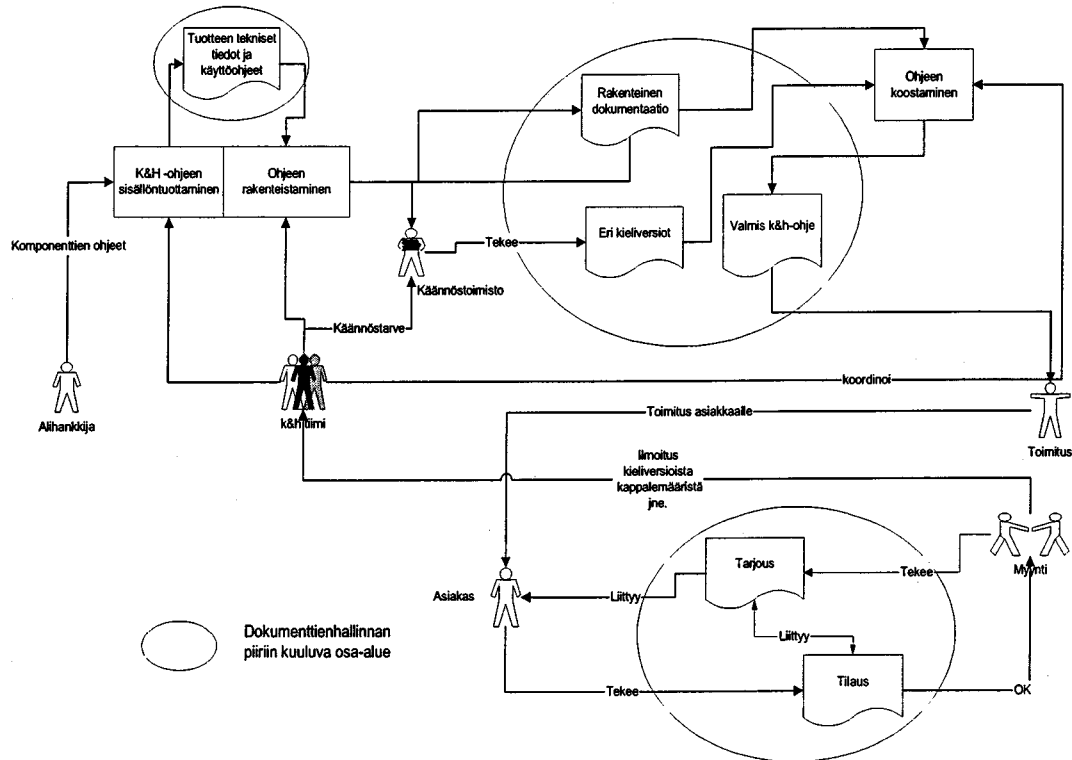 Tuotteen tekniset
tiedot ja
käyttöohjeet
Rakenteinen
dokumentaatio
Ohjeen
koostaminen
K&H -ohjeen
sisällöntuottaminen
Ohjeen
rakenteistaminen
Komponenttien ohjeet
Tekee
Eri kieliversiot
Valmis k&h-ohje
Käännöstoimisto
Käännöstarve
koordinoi
Alihankkija
k&h tiimi
Toimitus asiakkaalle
Toimitus
Ilmoitus
kieliversioista
kappalemääristä
jne.
Tarjous
Tekee
Myynti
Asiakas
Liittyy
Liittyy
Dokumenttienhallinnan
piiriin kuuluva osa-alue
Tekee
Tilaus
OK